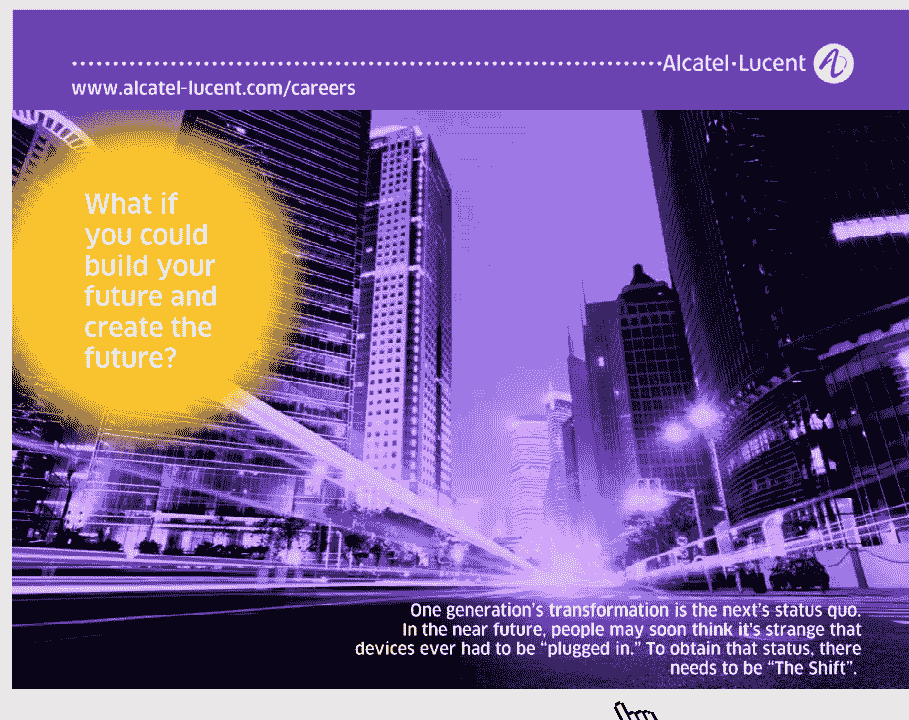 Alcatel·Lucent
www.alcatel-lucent.com/careers
What if
you could
build your
future and
create the
future?
One generation's transformation is the next's status quo.
In the near future, people may soon think it's strange that
devices ever had to be “plugged in.” To obtain that status, there
needs to be “The Shift”.